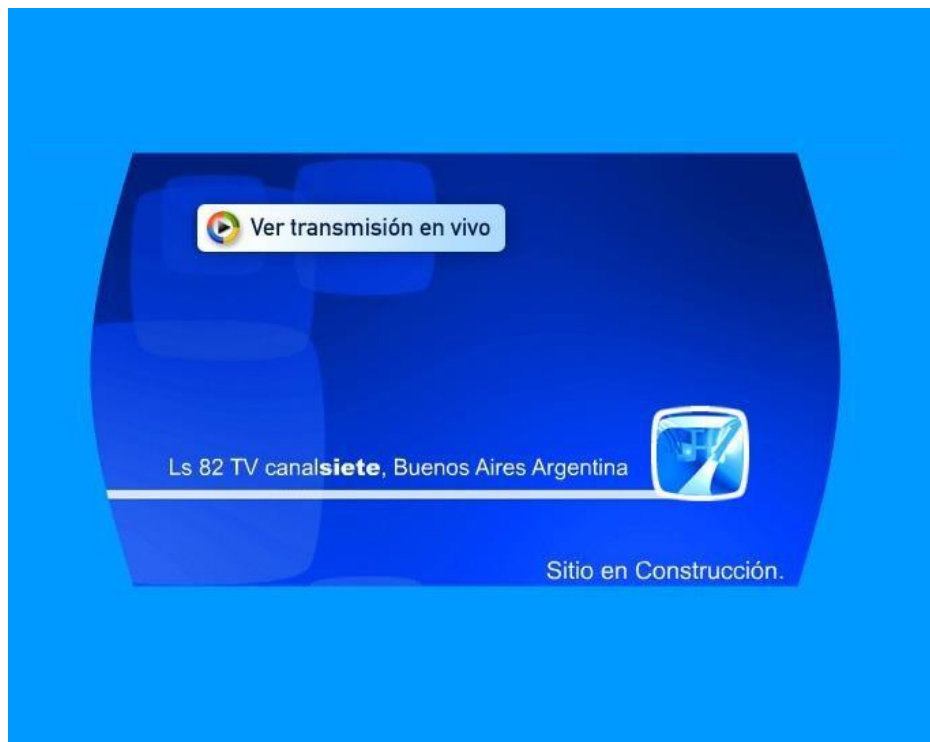 Ver transmisión en vivo
Ls 82 TV canalsiete, Buenos Aires Argentina
Sitio en Construcción.